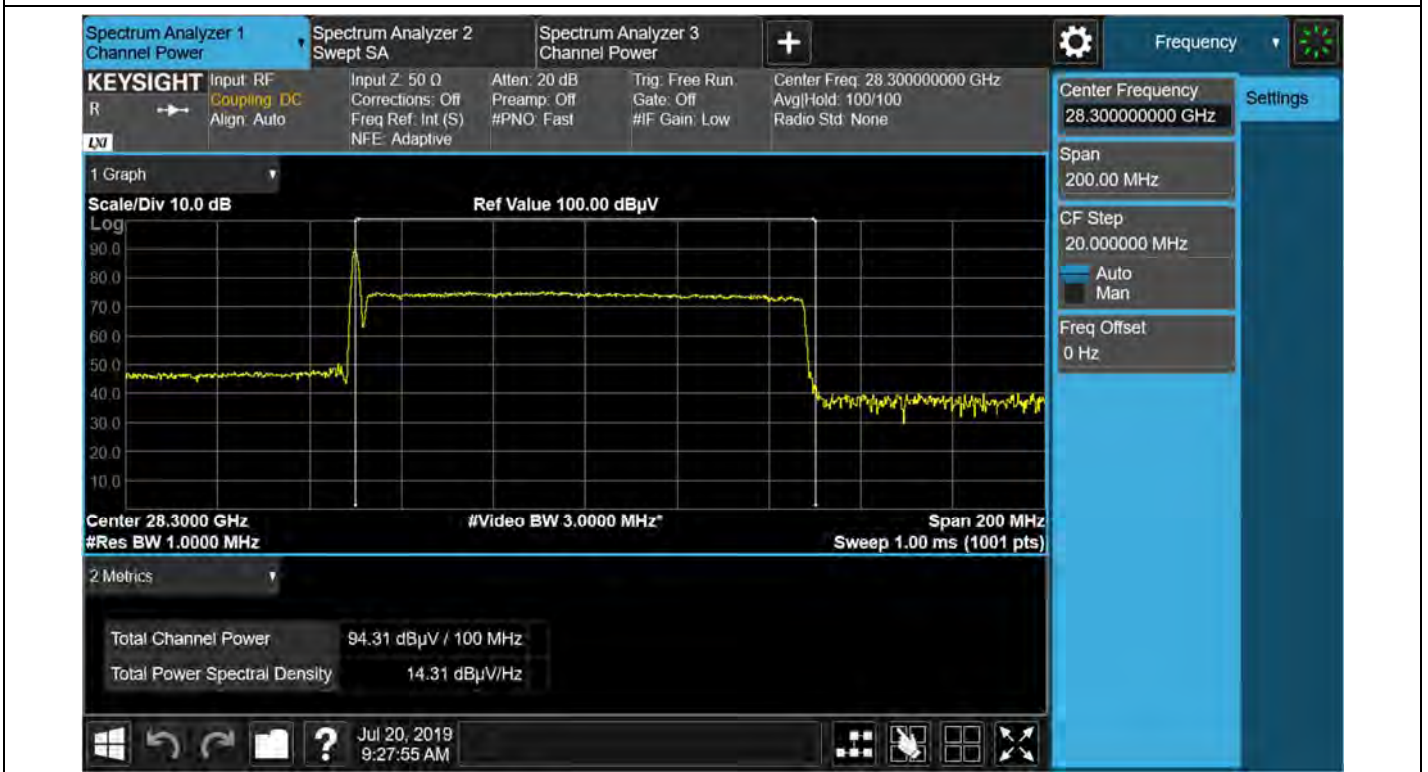 Spectrum Analyzer 1
Channel Power
Spectrum Analyzer 2
Swept SA
Spectrum Analyzer 3
Channel Power
Frequency
KEYSIGHT
R
LXI
Input: RF
Coupling: DC
Align: Auto
Input Z: 50 Ω
Corrections: Off
Freq Ref: Int (S)
NFE: Adaptive
Atten: 20 dB
Preamp: Off
#PNO: Fast
Trig: Free Run
Gate: Off
#IF Gain: Low
Center Freq: 28.300000000 GHz
Avg|Hold: 100/100
Radio Std: None
Center Frequency
28.300000000 GHz
Settings
Span
200.00 MHz
CF Step
20.000000 MHz
Auto
Man
Freq Offset
0 Hz
1 Graph
Scale/Div 10.0 dB
Ref Value 100.00 dBµV
Log
90.0
80.0
70.0
60.0
50.0
40.0
30.0
20.0
10.0
Center 28.3000 GHz
#Video BW 3.0000 MHz*
Span 200 MHz
#Res BW 1.0000 MHz
Sweep 1.00 ms (1001 pts)
2 Metrics
Total Channel Power 94.31 dBµV / 100 MHz
Total Power Spectral Density 14.31 dBµV/Hz
?
Jul 20, 2019
9:27:55 AM